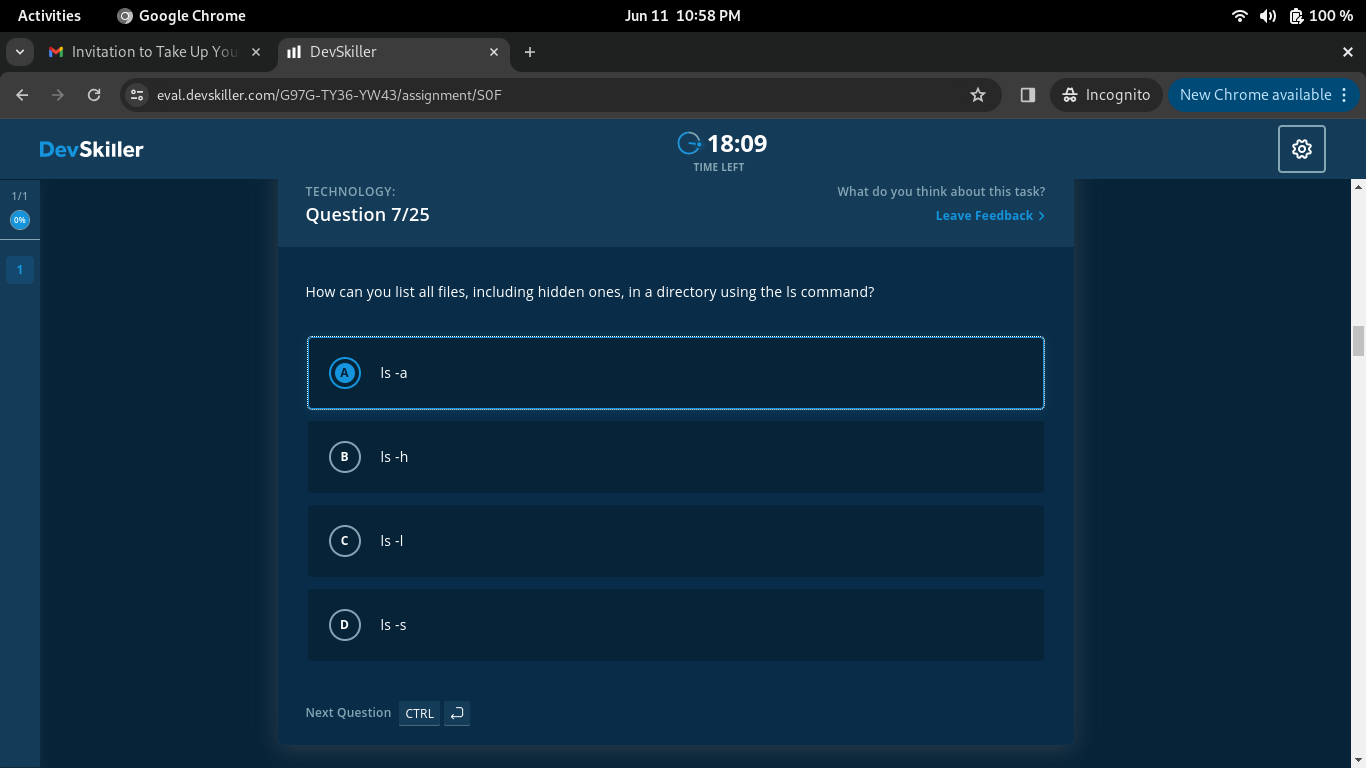 Activities
Google Chrome
Jun 11 10:58 PM
100 %
Invitation to Take Up You
DevSkiller
eval.devskiller.com/G97G-TY36-YW43/assignment/S0F
Incognito
New Chrome available
DevSkiller
18:09
TIME LEFT
1/1
0%
1
TECHNOLOGY:
Question 7/25
What do you think about this task?
Leave Feedback
How can you list all files, including hidden ones, in a directory using the ls command?
A ls -a
B ls -h
C ls -l
D ls -s
Next Question CTRL